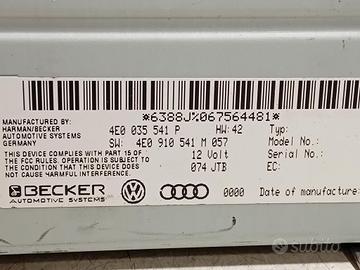 *6388J%067564481*
MANUFACTURED BY:
HARMAN/BECKER
AUTOMOTIVE SYSTEMS
GERMANY
4E0 035 541 P HW: 42 Typ:
SW: 4E0 910 541 M 057 Model No.:
THIS DEVICE COMPLIES WITH PART 15 OF
THE FCC RULES. OPERATION IS SUBJECT
TO THE CONDITION THAT THIS DEVICE DOES
NOT CAUSE HARMFUL INTERFERENCE.
12 Volt Serial No.:
074 JTB EC:
BECKER
AUTOMOTIVE SYSTEMS
0000 Date of manufacture:
subito